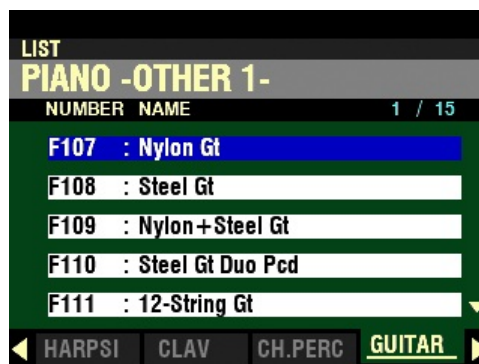 LIST
PIANO -OTHER 1-
NUMBER NAME 1 / 15
F107 : Nylon Gt
F108 : Steel Gt
F109 : Nylon+Steel Gt
F110 : Steel Gt Duo Pcd
F111 : 12-String Gt
HARPSI CLAV CH.PERC GUITAR